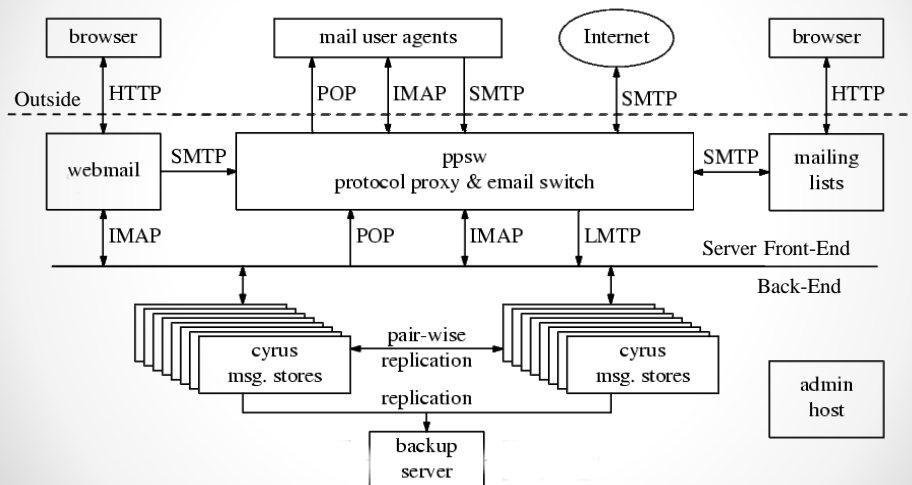 browser
mail user agents
Internet
browser
Outside
HTTP
POP
IMAP
SMTP
SMTP
HTTP
webmail
SMTP
ppsw
protocol proxy & email switch
SMTP
mailing
lists
IMAP
POP
IMAP
LMTP
Server Front-End
Back-End
cyrus
msg. stores
pair-wise
replication
cyrus
msg. stores
replication
admin
host
backup
server